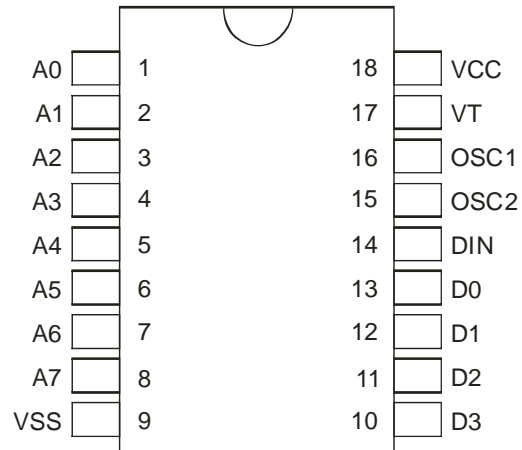 A0 1 18 VCC
A1 2 17 VT
A2 3 16 OSC1
A3 4 15 OSC2
A4 5 14 DIN
A5 6 13 D0
A6 7 12 D1
A7 8 11 D2
VSS 9 10 D3